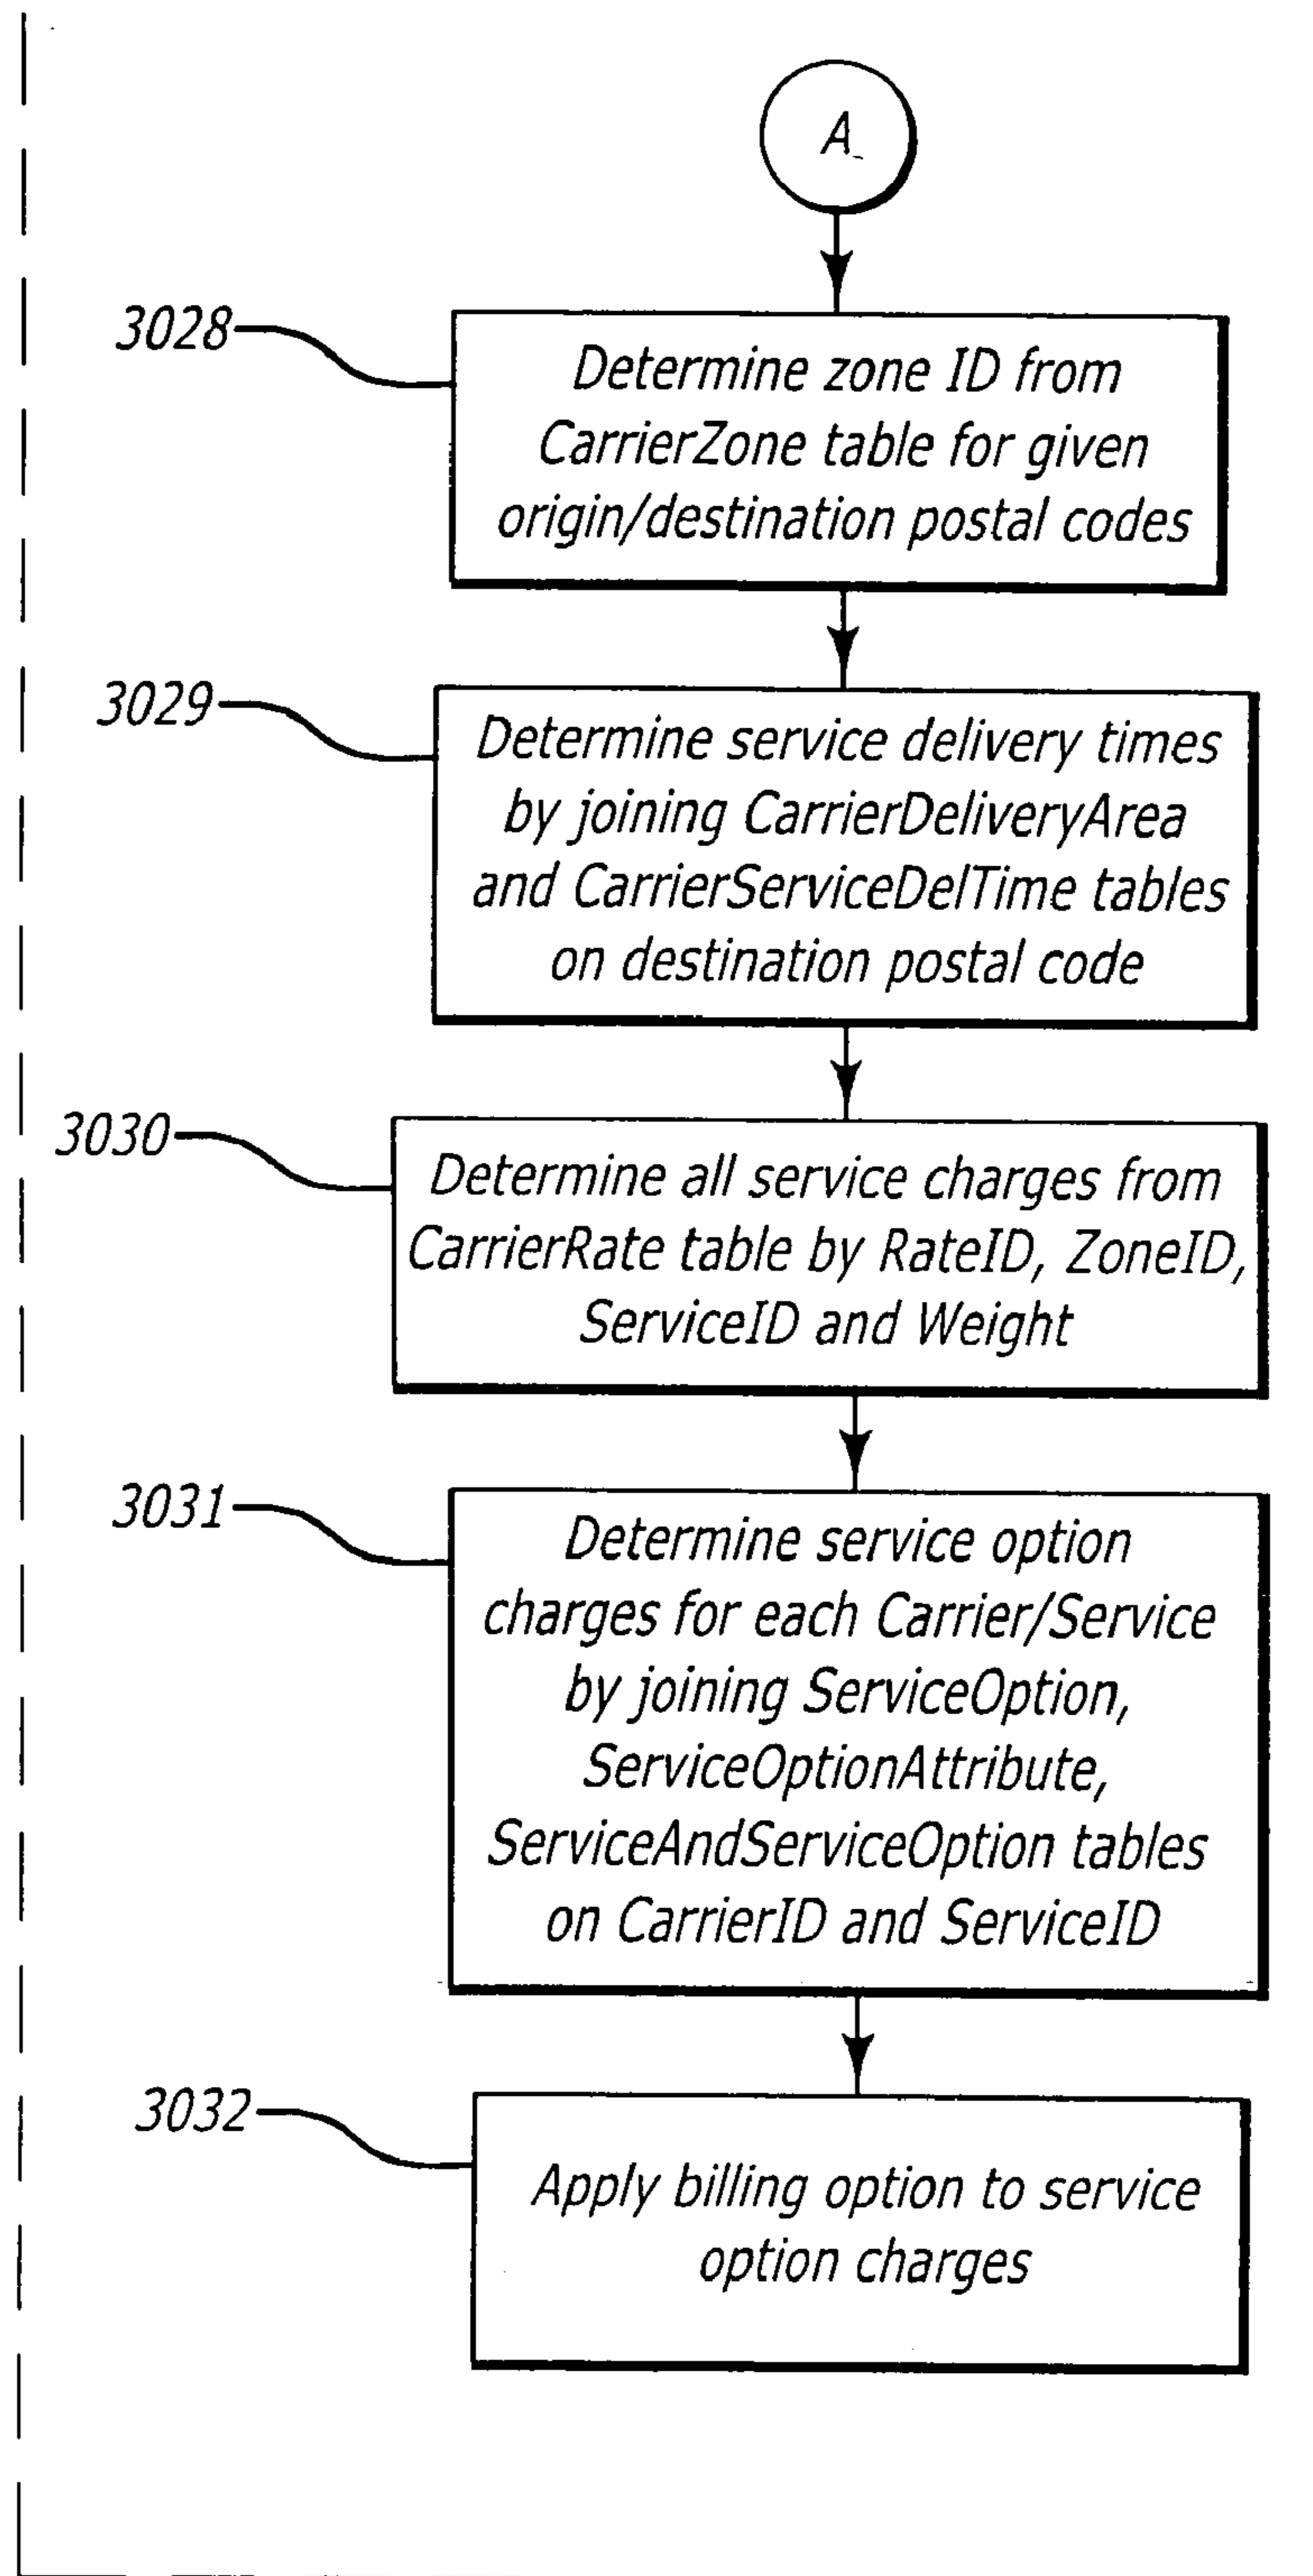 A
3028
Determine zone ID from
CarrierZone table for given
origin/destination postal codes
3029
Determine service delivery times
by joining CarrierDeliveryArea
and CarrierServiceDelTime tables
on destination postal code
3030
Determine all service charges from
CarrierRate table by RateID, ZoneID,
ServiceID and Weight
3031
Determine service option
charges for each Carrier/Service
by joining ServiceOption,
ServiceOptionAttribute,
ServiceAndServiceOption tables
on CarrierID and ServiceID
3032
Apply billing option to service
option charges